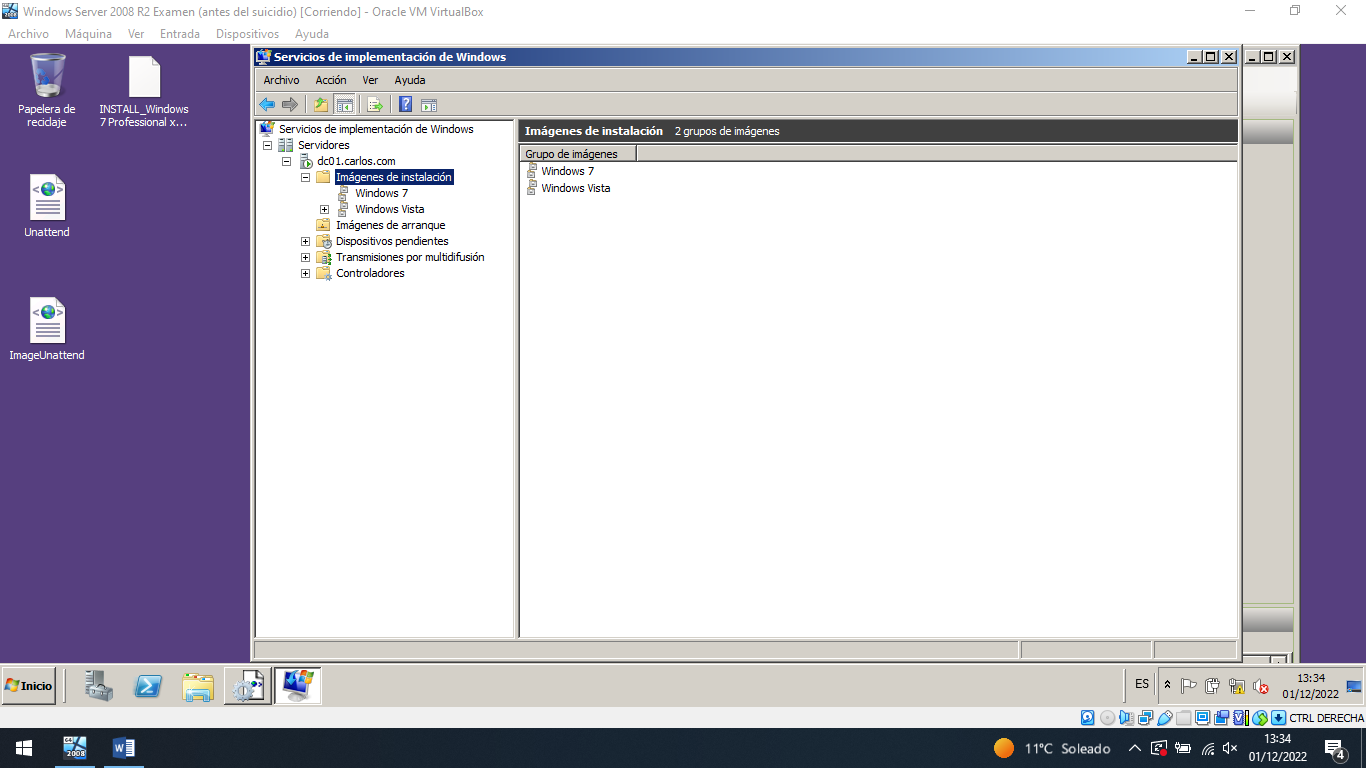 Windows Server 2008 R2 Examen (antes del suicidio) [Corriendo] - Oracle VM VirtualBox
Archivo Máquina Ver Entrada Dispositivos Ayuda
Papelera de reciclaje
INSTALL_Windows 7 Professional x...
Unattend
ImageUnattend
Servicios de implementación de Windows
Archivo Acción Ver Ayuda
Servicios de implementación de Windows
Servidores
dc01.carlos.com
Imágenes de instalación
Windows 7
Windows Vista
Imágenes de arranque
Dispositivos pendientes
Transmisiones por multidifusión
Controladores
Imágenes de instalación 2 grupos de imágenes
Grupo de imágenes
Windows 7
Windows Vista
Inicio
ES
13:34
01/12/2022
CTRL DERECHA
2008
11°C Soleado
13:34
01/12/2022
4